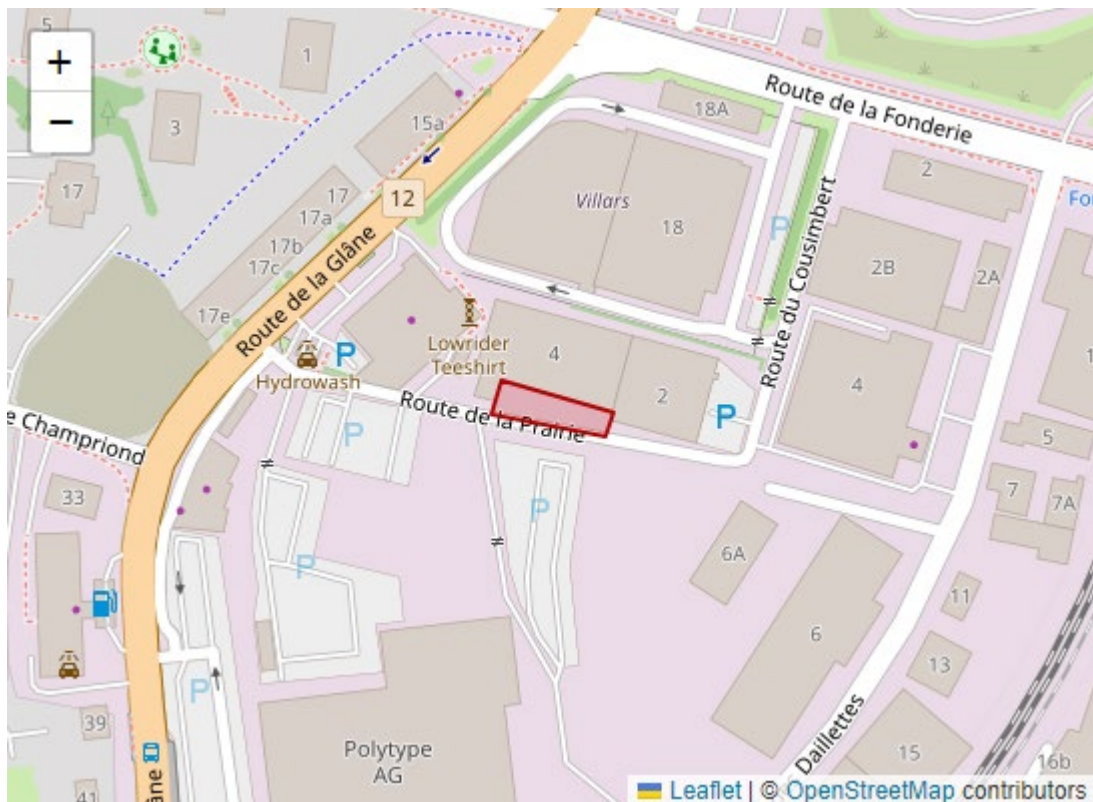 5
+
−
1
3
17
15a
12
17
17a
17b
17c
17e
Route de la Glâne
18A
Route de la Fonderie
Villars
18
P
2
Fo
2B
2A
Route du Cousimbert
Lowrider
Teeshirt
Hydrowash
P
4
2
P
4
1
Route de la Prairie
P
e Champriond
33
5
7
7A
P
P
6A
11
6
13
P
39
41
âne
Polytype
AG
Daillettes
15
16b
Leaflet | © OpenStreetMap contributors